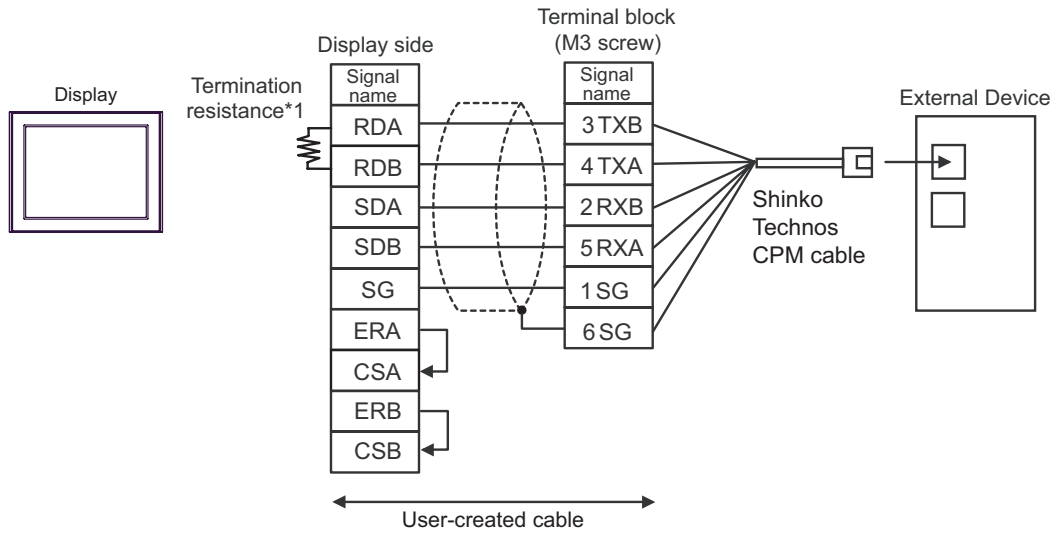 Display
Termination
resistance*1
Display side
Signal
name
RDA
RDB
SDA
SDB
SG
ERA
CSA
ERB
CSB
Terminal block
(M3 screw)
Signal
name
3 TXB
4 TXA
2 RXB
5 RXA
1 SG
6 SG
Shinko
Technos
CPM cable
External Device
User-created cable